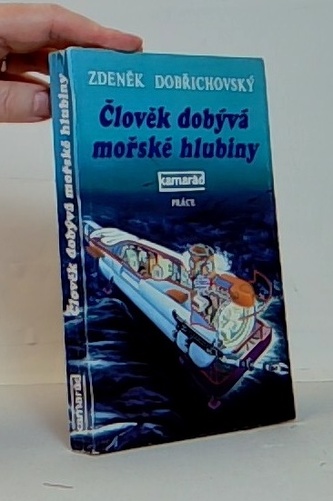 ZDENĚK DOBŘICHOVSKÝ
Člověk dobývá
mořské hlubiny
kamarád
PRÁCE
Člověk dobývá mořské hlubiny
kamarád